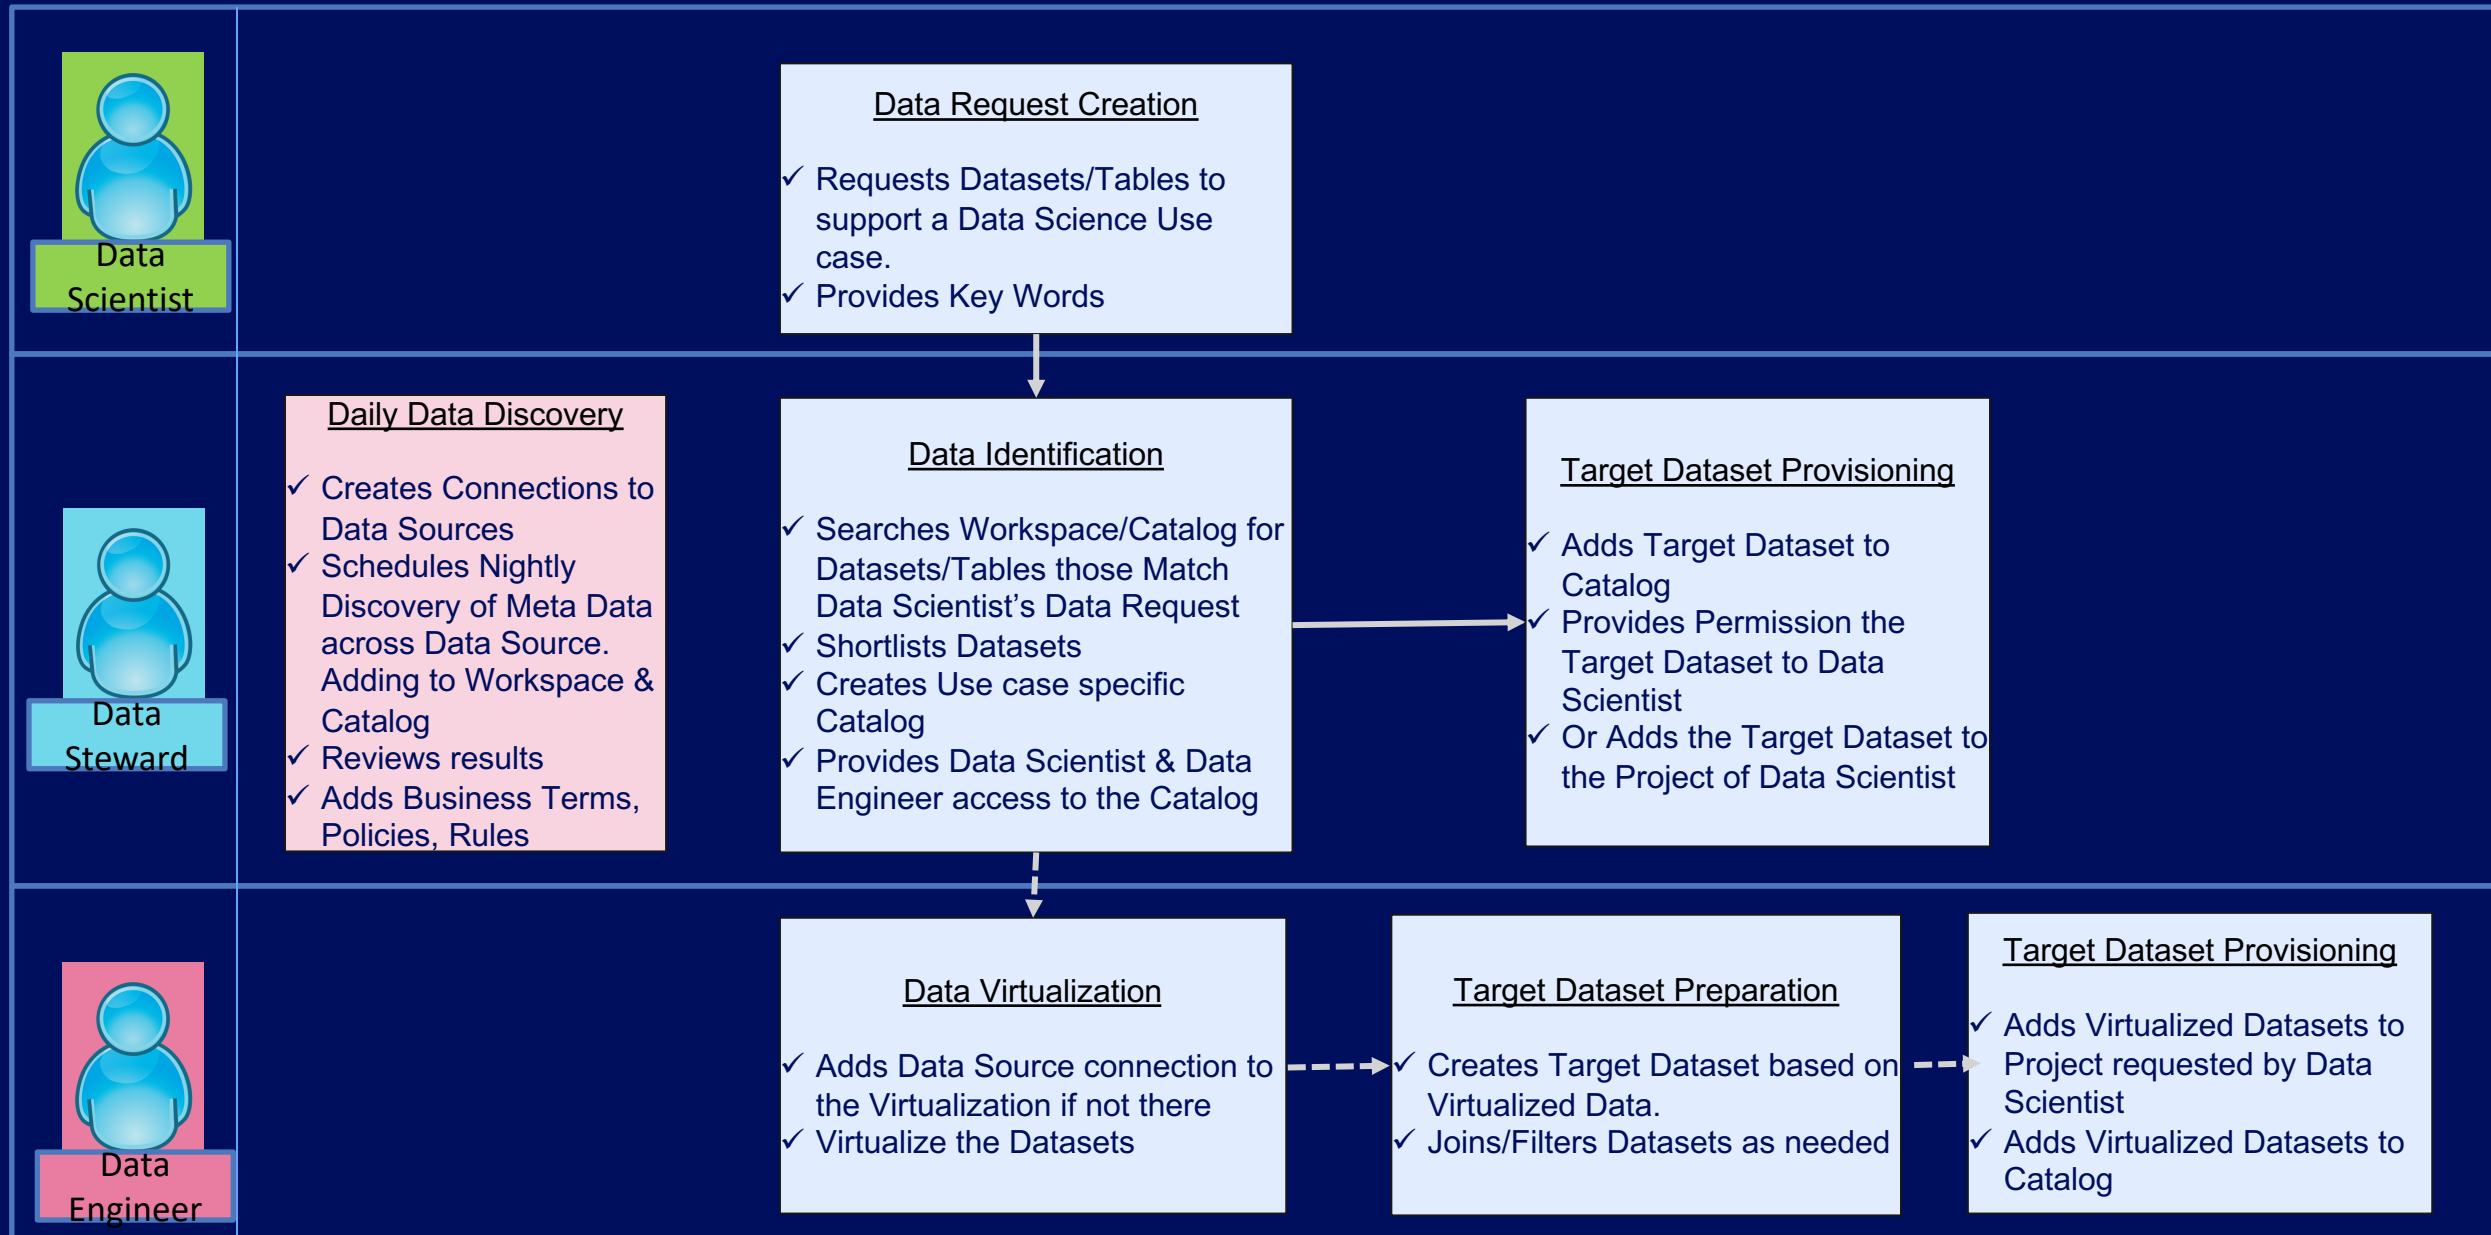 Data
Scientist
Data Request Creation
✓ Requests Datasets/Tables to
support a Data Science Use
case.
✓ Provides Key Words
Data
Steward
Daily Data Discovery
✓ Creates Connections to
Data Sources
✓ Schedules Nightly
Discovery of Meta Data
across Data Source.
Adding to Workspace &
Catalog
✓ Reviews results
✓ Adds Business Terms,
Policies, Rules
Data Identification
✓ Searches Workspace/Catalog for
Datasets/Tables those Match
Data Scientist’s Data Request
✓ Shortlists Datasets
✓ Creates Use case specific
Catalog
✓ Provides Data Scientist & Data
Engineer access to the Catalog
Target Dataset Provisioning
✓ Adds Target Dataset to
Catalog
✓ Provides Permission the
Target Dataset to Data
Scientist
✓ Or Adds the Target Dataset to
the Project of Data Scientist
Data
Engineer
Data Virtualization
✓ Adds Data Source connection to
the Virtualization if not there
✓ Virtualize the Datasets
Target Dataset Preparation
✓ Creates Target Dataset based on
Virtualized Data.
✓ Joins/Filters Datasets as needed
Target Dataset Provisioning
✓ Adds Virtualized Datasets to
Project requested by Data
Scientist
✓ Adds Virtualized Datasets to
Catalog